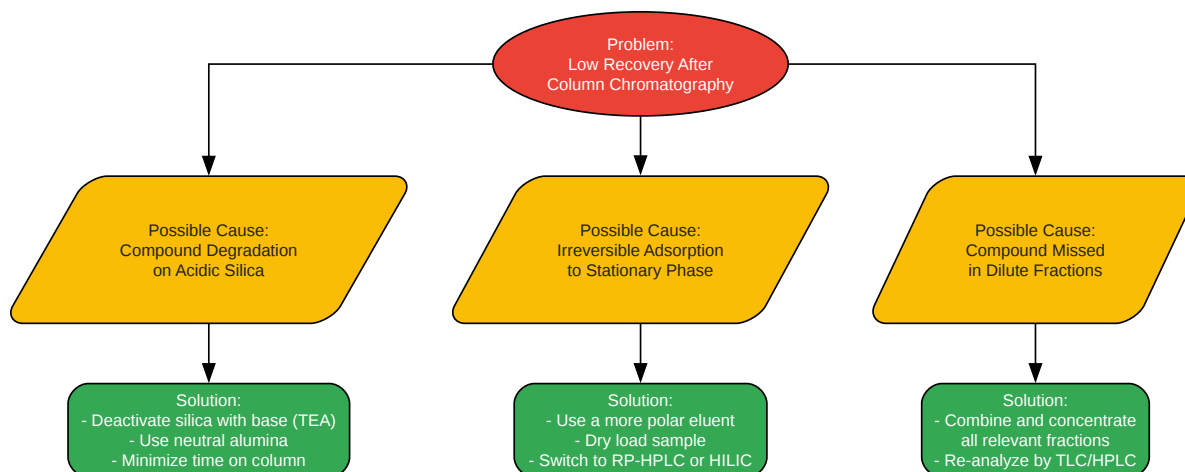 Problem:
Low Recovery After
Column Chromatography
Possible Cause:
Compound Degradation
on Acidic Silica
Possible Cause:
Irreversible Adsorption
to Stationary Phase
Possible Cause:
Compound Missed
in Dilute Fractions
Solution:
- Deactivate silica with base (TEA)
- Use neutral alumina
- Minimize time on column
Solution:
- Use a more polar eluent
- Dry load sample
- Switch to RP-HPLC or HILIC
Solution:
- Combine and concentrate
all relevant fractions
- Re-analyze by TLC/HPLC